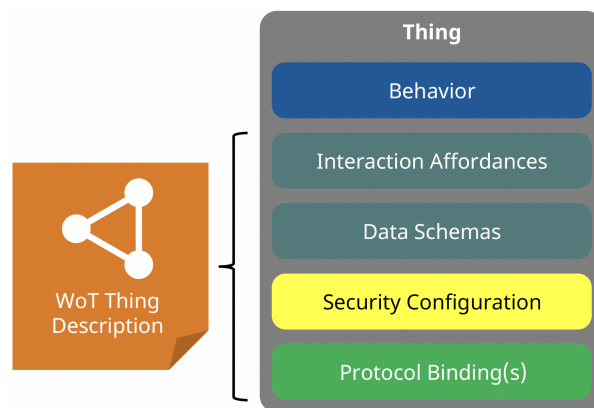 Thing
Behavior
Interaction Affordances
Data Schemas
Security Configuration
Protocol Binding(s)
WoT Thing
Description